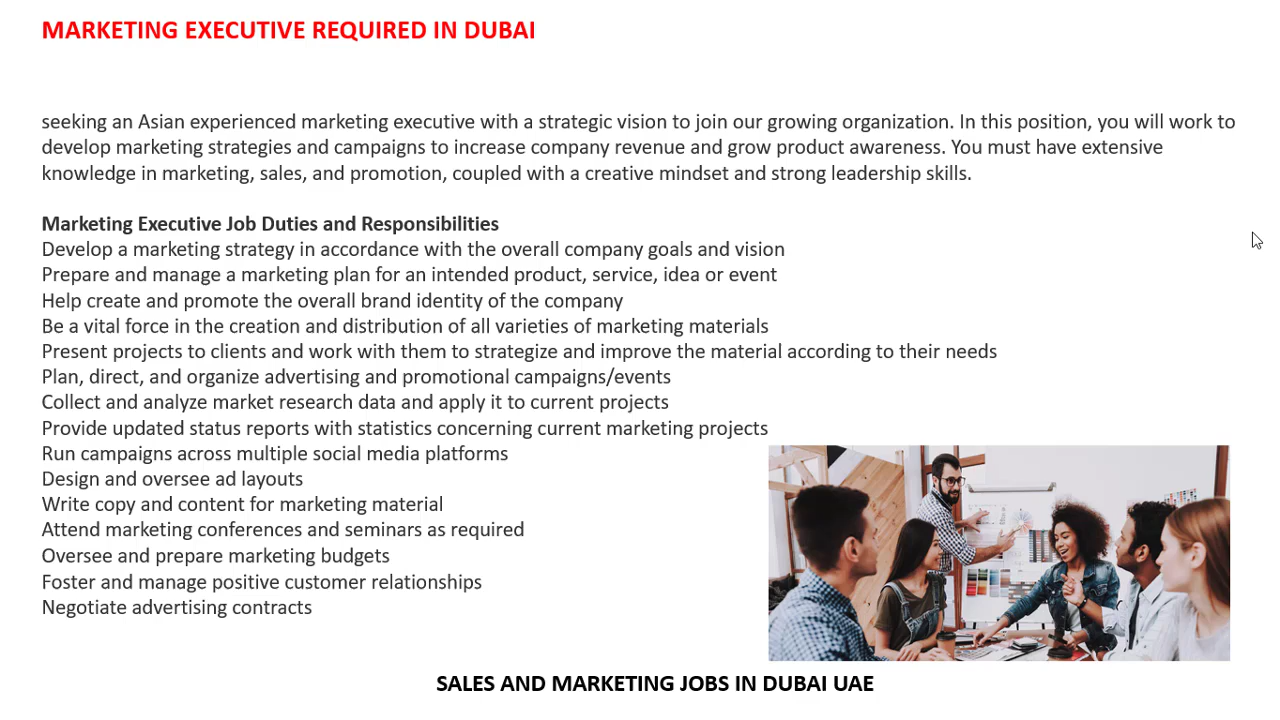 MARKETING EXECUTIVE REQUIRED IN DUBAI
seeking an Asian experienced marketing executive with a strategic vision to join our growing organization. In this position, you will work to
develop marketing strategies and campaigns to increase company revenue and grow product awareness. You must have extensive
knowledge in marketing, sales, and promotion, coupled with a creative mindset and strong leadership skills.
Marketing Executive Job Duties and Responsibilities
Develop a marketing strategy in accordance with the overall company goals and vision
Prepare and manage a marketing plan for an intended product, service, idea or event
Help create and promote the overall brand identity of the company
Be a vital force in the creation and distribution of all varieties of marketing materials
Present projects to clients and work with them to strategize and improve the material according to their needs
Plan, direct, and organize advertising and promotional campaigns/events
Collect and analyze market research data and apply it to current projects
Provide updated status reports with statistics concerning current marketing projects
Run campaigns across multiple social media platforms
Design and oversee ad layouts
Write copy and content for marketing material
Attend marketing conferences and seminars as required
Oversee and prepare marketing budgets
Foster and manage positive customer relationships
Negotiate advertising contracts
SALES AND MARKETING JOBS IN DUBAI UAE